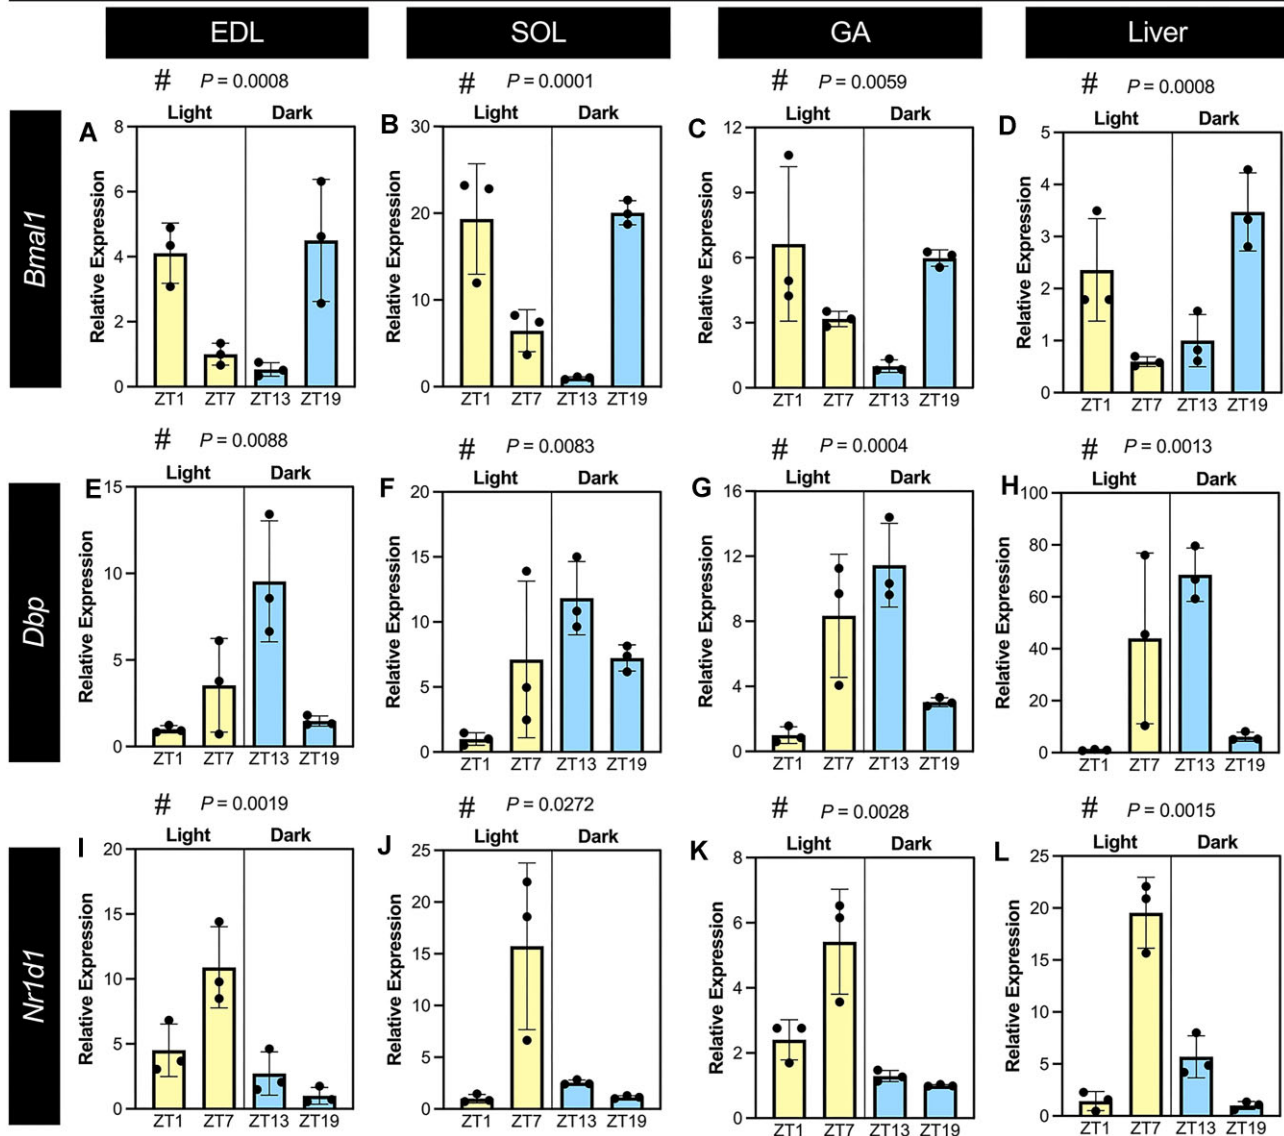 EDL SOL GA Liver
# P = 0.0008 # P = 0.0001 # P = 0.0059 # P = 0.0008
Bmal1
A Light Dark
Relative Expression
8
6
4
2
0
ZT1 ZT7 ZT13 ZT19
B Light Dark
Relative Expression
30
20
10
0
ZT1 ZT7 ZT13 ZT19
C Light Dark
Relative Expression
12
9
6
3
0
ZT1 ZT7 ZT13 ZT19
D Light Dark
Relative Expression
5
4
3
2
1
0
ZT1 ZT7 ZT13 ZT19
# P = 0.0088 # P = 0.0083 # P = 0.0004 # P = 0.0013
Dbp
E Light Dark
Relative Expression
15
10
5
0
ZT1 ZT7 ZT13 ZT19
F Light Dark
Relative Expression
20
15
10
5
0
ZT1 ZT7 ZT13 ZT19
G Light Dark
Relative Expression
16
12
8
4
0
ZT1 ZT7 ZT13 ZT19
H Light Dark
Relative Expression
100
80
60
40
20
0
ZT1 ZT7 ZT13 ZT19
# P = 0.0019 # P = 0.0272 # P = 0.0028 # P = 0.0015
Nr1d1
I Light Dark
Relative Expression
20
15
10
5
0
ZT1 ZT7 ZT13 ZT19
J Light Dark
Relative Expression
25
20
15
10
5
0
ZT1 ZT7 ZT13 ZT19
K Light Dark
Relative Expression
8
6
4
2
0
ZT1 ZT7 ZT13 ZT19
L Light Dark
Relative Expression
25
20
15
10
5
0
ZT1 ZT7 ZT13 ZT19